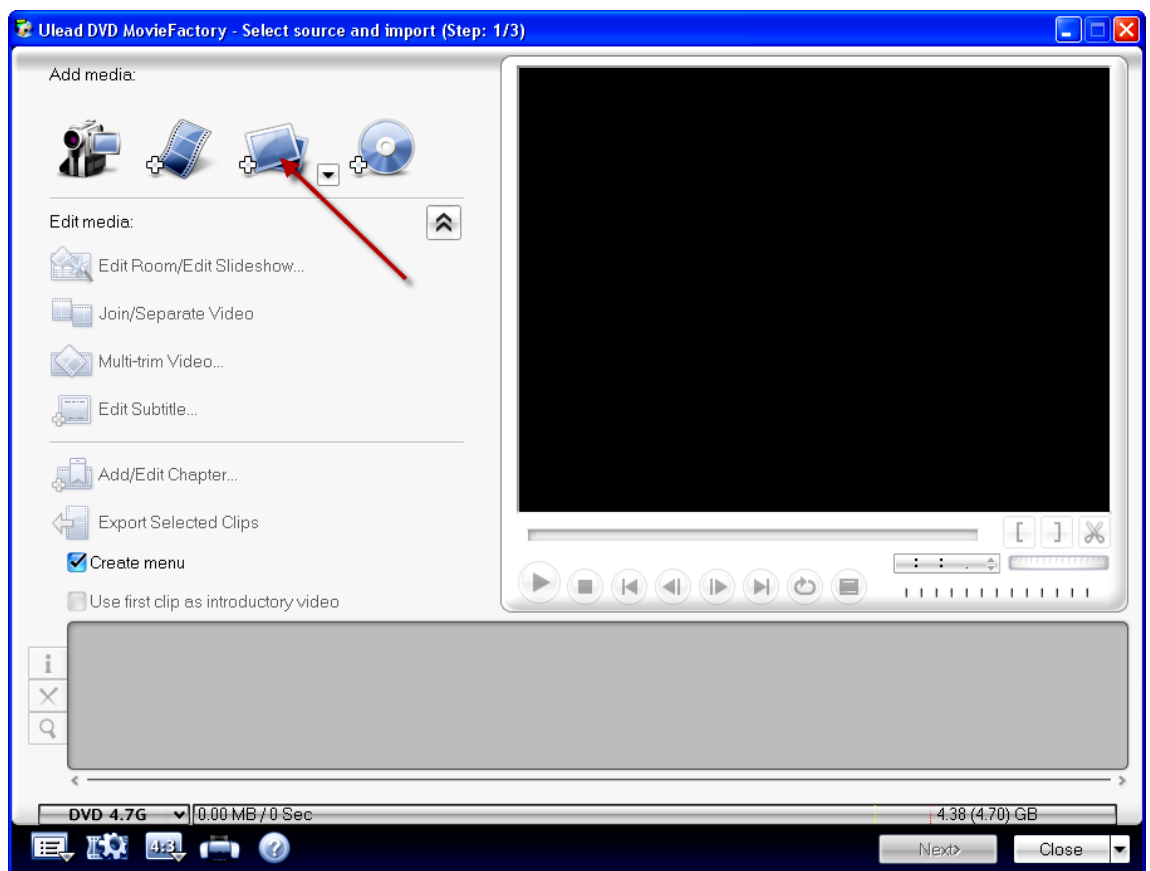 Ulead DVD MovieFactory - Select source and import (Step: 1/3)
Add media:
Edit media:
Edit Room/Edit Slideshow...
Join/Separate Video
Multi-trim Video...
Edit Subtitle...
Add/Edit Chapter...
Export Selected Clips
Create menu
Use first clip as introductory video
DVD 4.7G 0.00 MB / 0 Sec 4.38 (4.70) GB
4:3 Next> Close